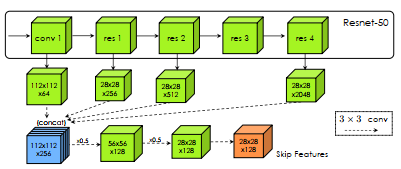 Resnet-50
conv 1
res 1
res 2
res 3
res 4
112x112
x64
28x28
x256
28x28
x512
28x28
x2048
(concat)
112x112
x256
x0.5
56x56
x128
x0.5
28x28
x128
28x28
x128
Skip Features
3 × 3 conv